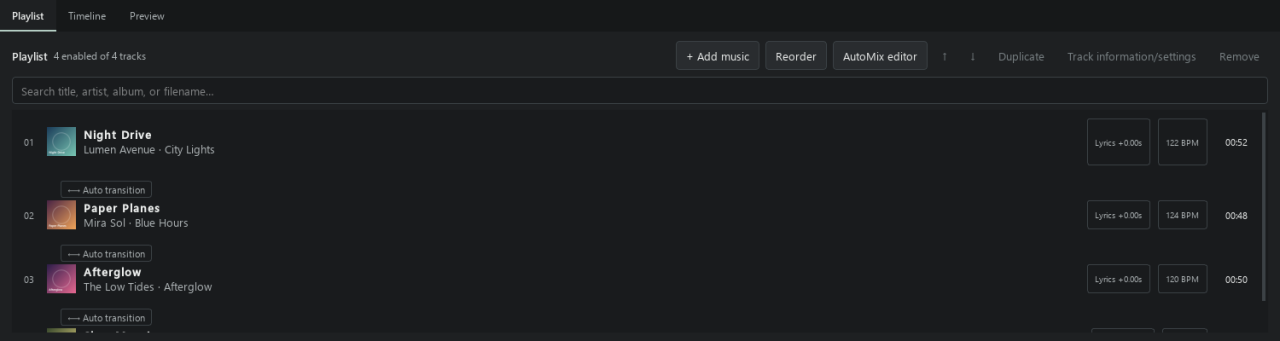 Playlist Timeline Preview
Playlist 4 enabled of 4 tracks + Add music Reorder AutoMix editor ↑ ↓ Duplicate Track information/settings Remove
Search title, artist, album, or filename...
01 Night Drive Lyrics +0.00s 122 BPM 00:52
Lumen Avenue · City Lights
⟷ Auto transition
02 Paper Planes Lyrics +0.00s 124 BPM 00:48
Mira Sol · Blue Hours
⟷ Auto transition
03 Afterglow Lyrics +0.00s 120 BPM 00:50
The Low Tides · Afterglow
⟷ Auto transition